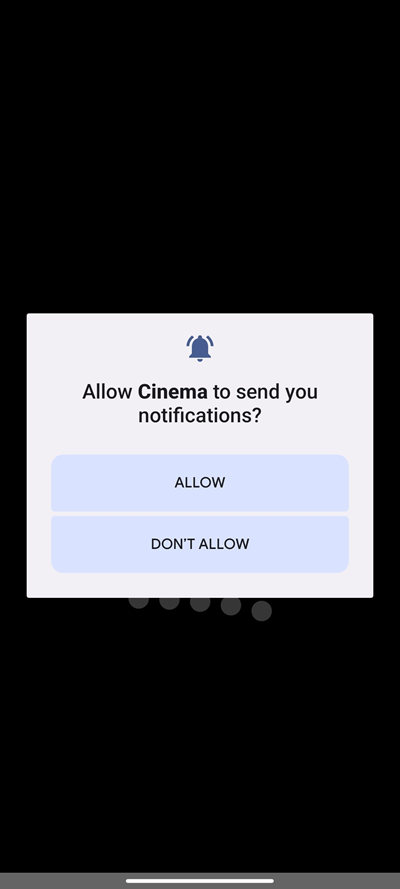 Allow Cinema to send you
notifications?
ALLOW
DON’T ALLOW